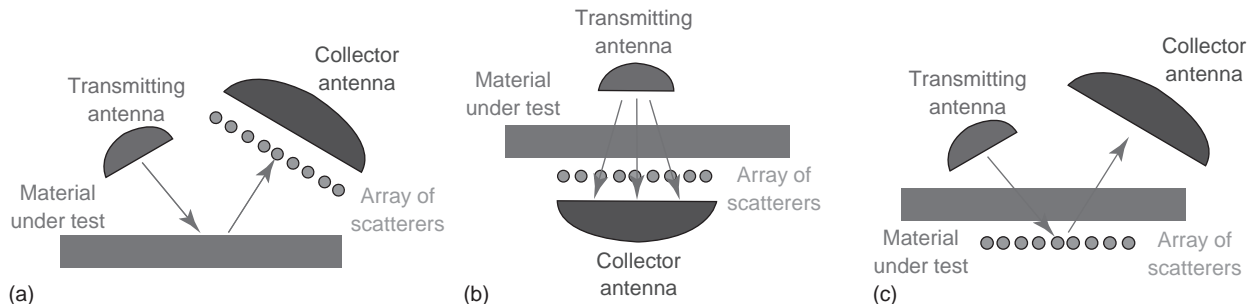 Transmitting
antenna
Collector
antenna
Material
under test
Array of
scatterers
(a)
Transmitting
antenna
Material
under test
Array of
scatterers
Collector
antenna
(b)
Collector
antenna
Transmitting
antenna
Material
under test
Array of
scatterers
(c)